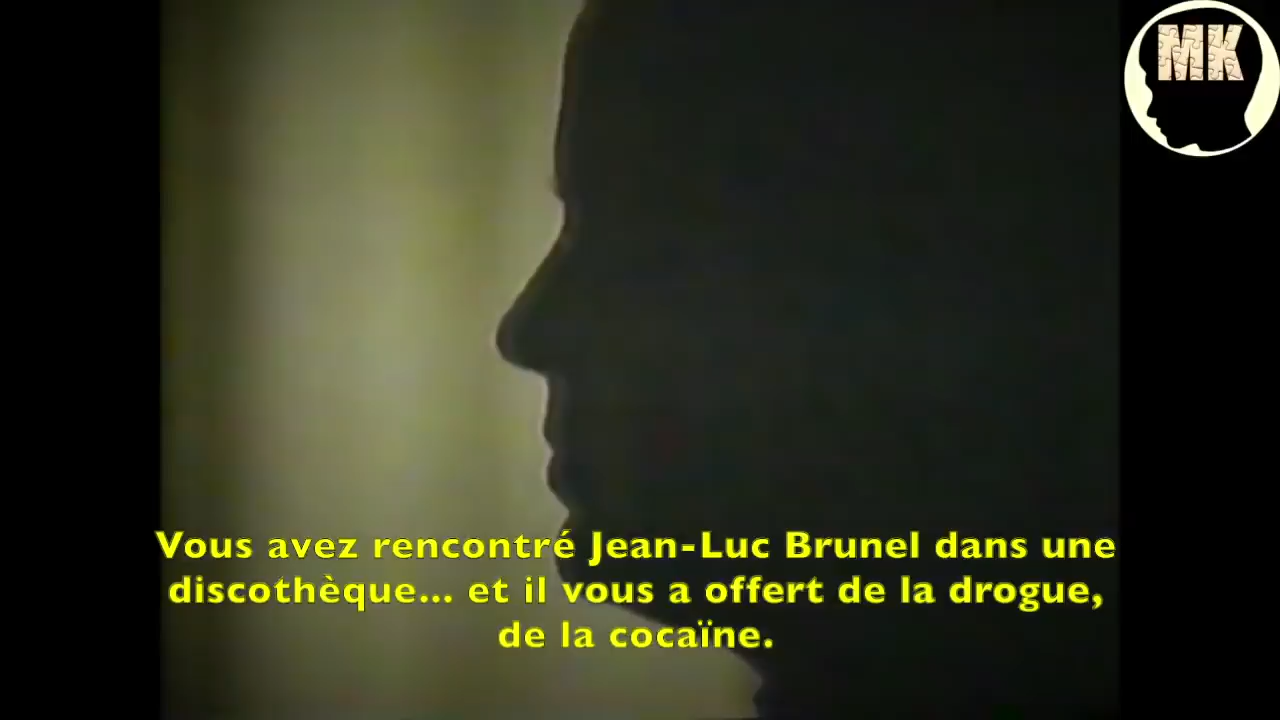 MK
Vous avez rencontré Jean-Luc Brunel dans une
discothèque... et il vous a offert de la drogue,
de la cocaïne.